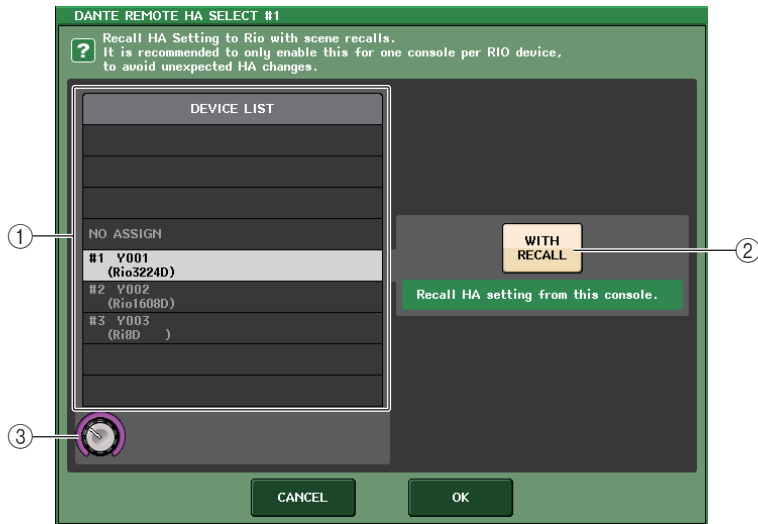 DANTE REMOTE HA SELECT #1
? Recall HA Setting to Rio with scene recalls.
It is recommended to only enable this for one console per RIO device,
to avoid unexpected HA changes.
DEVICE LIST
NO ASSIGN
#1 Y001
(Rio3224D)
#2 Y002
(Rio1608D)
#3 Y003
(Ri8D )
1
WITH
RECALL
2
Recall HA setting from this console.
3
CANCEL
OK